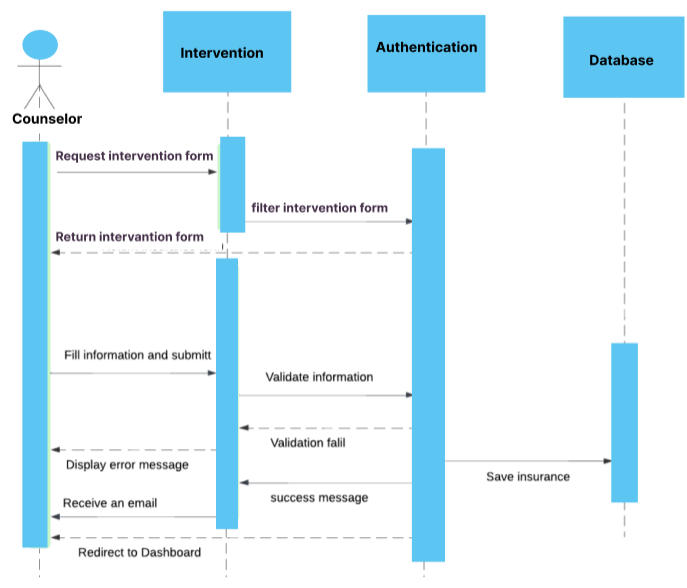 Intervention
Authentication
Database
Counselor
Request intervention form
filter intervention form
Return intervantion form
Fill information and submitt
Validate information
Validation falil
Display error message
Save insurance
success message
Receive an email
Redirect to Dashboard